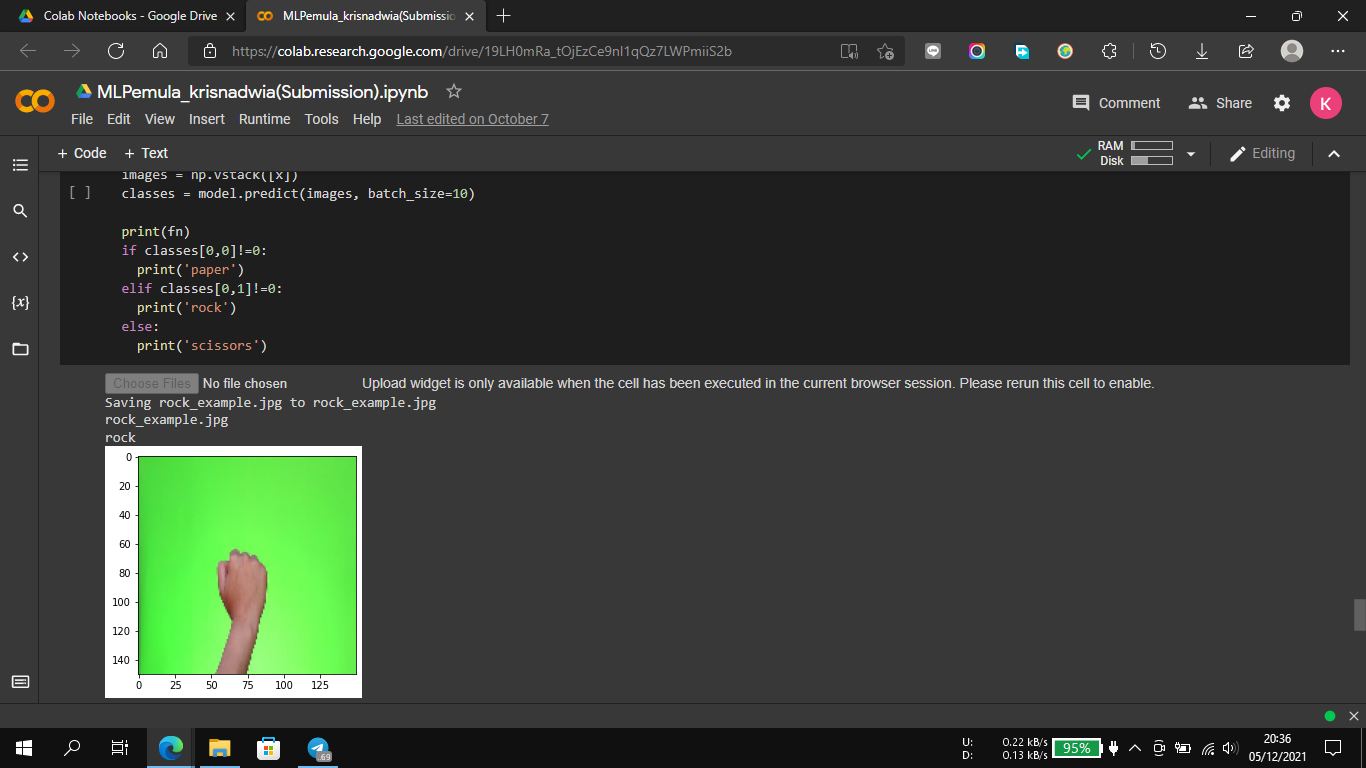 Colab Notebooks - Google Drive
MLPemula_krisnadwia(Submissio
https://colab.research.google.com/drive/19LH0mRa_tOjEzCe9nI1qQz7LWPmiiS2b
MLPemula_krisnadwia(Submission).ipynb
Comment
Share
K
File Edit View Insert Runtime Tools Help Last edited on October 7
+ Code + Text
RAM
Disk
Editing
images = np.vstack([x])
[ ] classes = model.predict(images, batch_size=10)
print(fn)
if classes[0,0]!=0:
print('paper')
elif classes[0,1]!=0:
print('rock')
else:
print('scissors')
{x}
Choose Files No file chosen Upload widget is only available when the cell has been executed in the current browser session. Please rerun this cell to enable.
Saving rock_example.jpg to rock_example.jpg
rock_example.jpg
rock
0
20
40
60
80
100
120
140
0 25 50 75 100 125
69
U: 0.22 kB/s
D: 0.13 kB/s
95%
20:36
05/12/2021